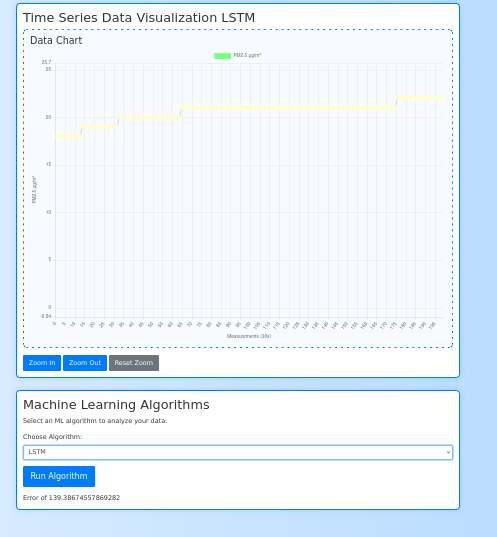 Time Series Data Visualization LSTM
Data Chart
PM2.5 µg/m³
25.7
25
20
15
10
5
0
-0.94
PM2.5 µg/m³
0 5 10 15 20 25 30 35 40 45 50 55 60 65 70 75 80 85 90 95 100 105 110 115 120 125 130 135 140 145 150 155 160 165 170 175 180 185 190 195
Measurements (30s)
Zoom In Zoom Out Reset Zoom
Machine Learning Algorithms
Select an ML algorithm to analyze your data:
Choose Algorithm:
LSTM
Run Algorithm
Error of 139.38674557869282